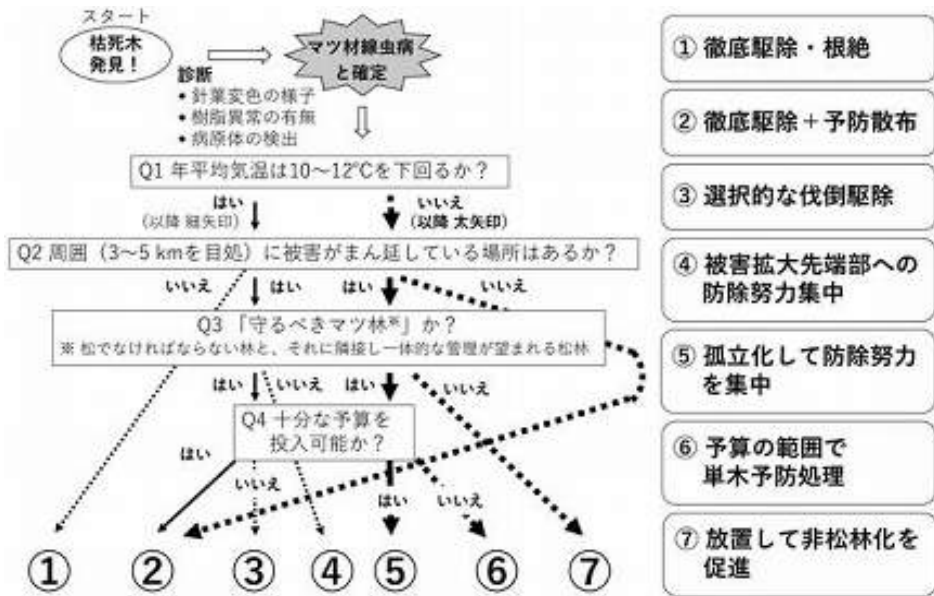 スタート
枯死木
発見！
マツ材線虫病
と確定
診断
• 針葉変色の様子
• 樹脂異常の有無
• 病原体の検出
Q1 年平均気温は10～12℃を下回るか？
はい
（以降 細矢印）
いいえ
（以降 太矢印）
Q2 周囲（3～5 kmを目処）に被害がまん延している場所はあるか？
いいえ
はい
はい
いいえ
Q3 「守るべきマツ林※」か？
※ 松でなければならない林と、それに隣接し一体的な管理が望まれる松林
はい
いいえ
はい
いいえ
Q4 十分な予算を
投入可能か？
はい
いいえ
はい
いいえ
①
②
③
④
⑤
⑥
⑦
① 徹底駆除・根絶
② 徹底駆除＋予防散布
③ 選択的な伐倒駆除
④ 被害拡大先端部への
防除努力集中
⑤ 孤立化して防除努力
を集中
⑥ 予算の範囲で
単木予防処理
⑦ 放置して非松林化を
促進